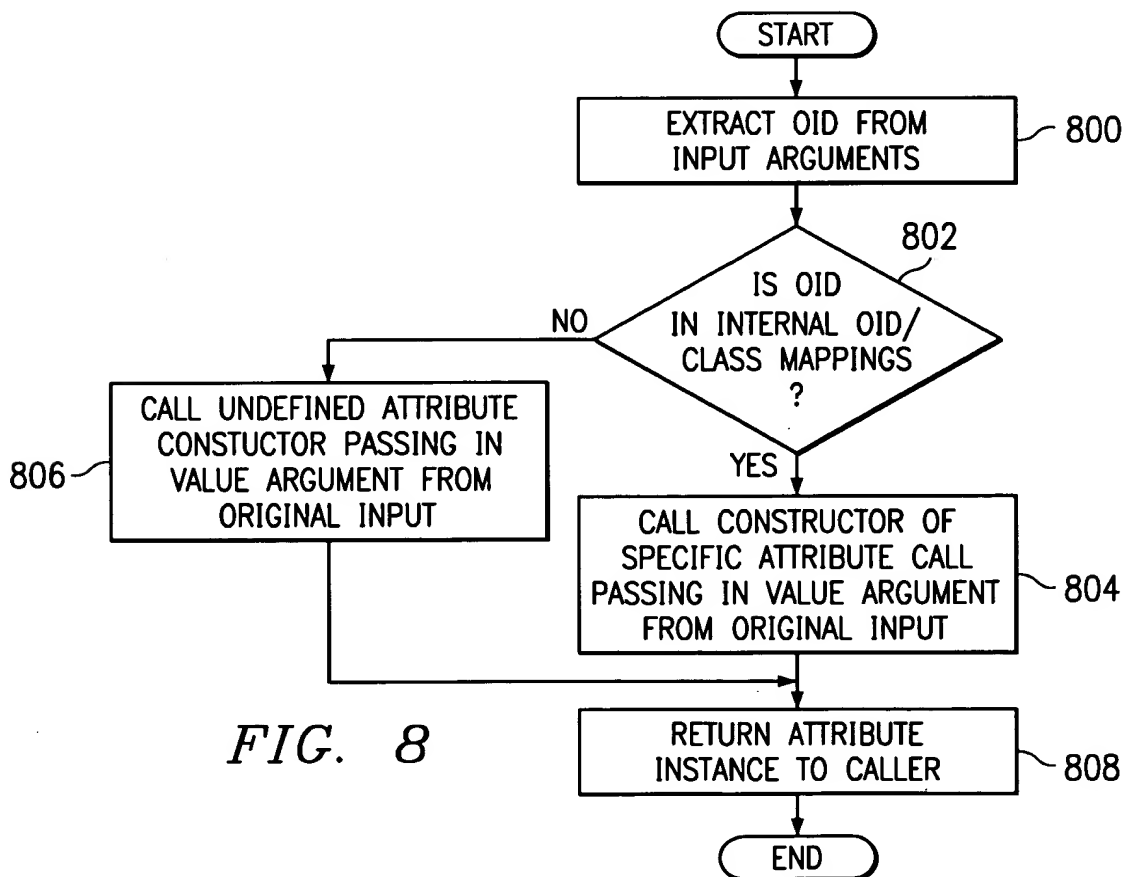 START
EXTRACT OID FROM
INPUT ARGUMENTS
800
802
IS OID
IN INTERNAL OID/
CLASS MAPPINGS
?
NO
YES
CALL UNDEFINED ATTRIBUTE
CONSTUCTOR PASSING IN
VALUE ARGUMENT FROM
ORIGINAL INPUT
806
CALL CONSTRUCTOR OF
SPECIFIC ATTRIBUTE CALL
PASSING IN VALUE ARGUMENT
FROM ORIGINAL INPUT
804
RETURN ATTRIBUTE
INSTANCE TO CALLER
808
FIG. 8
END